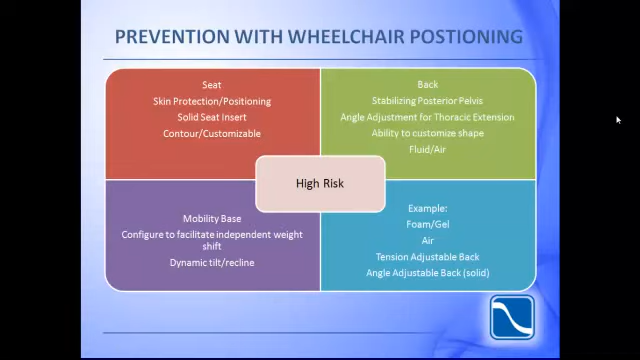 PREVENTION WITH WHEELCHAIR POSTIONING
Seat
Skin Protection/Positioning
Solid Seat Insert
Contour/Customizable
Back
Stabilizing Posterior Pelvis
Angle Adjustment for Thoracic Extension
Ability to customize shape
Fluid/Air
High Risk
Mobility Base
Configure to facilitate independent weight
shift
Dynamic tilt/recline
Example:
Foam/Gel
Air
Tension Adjustable Back
Angle Adjustable Back (solid)